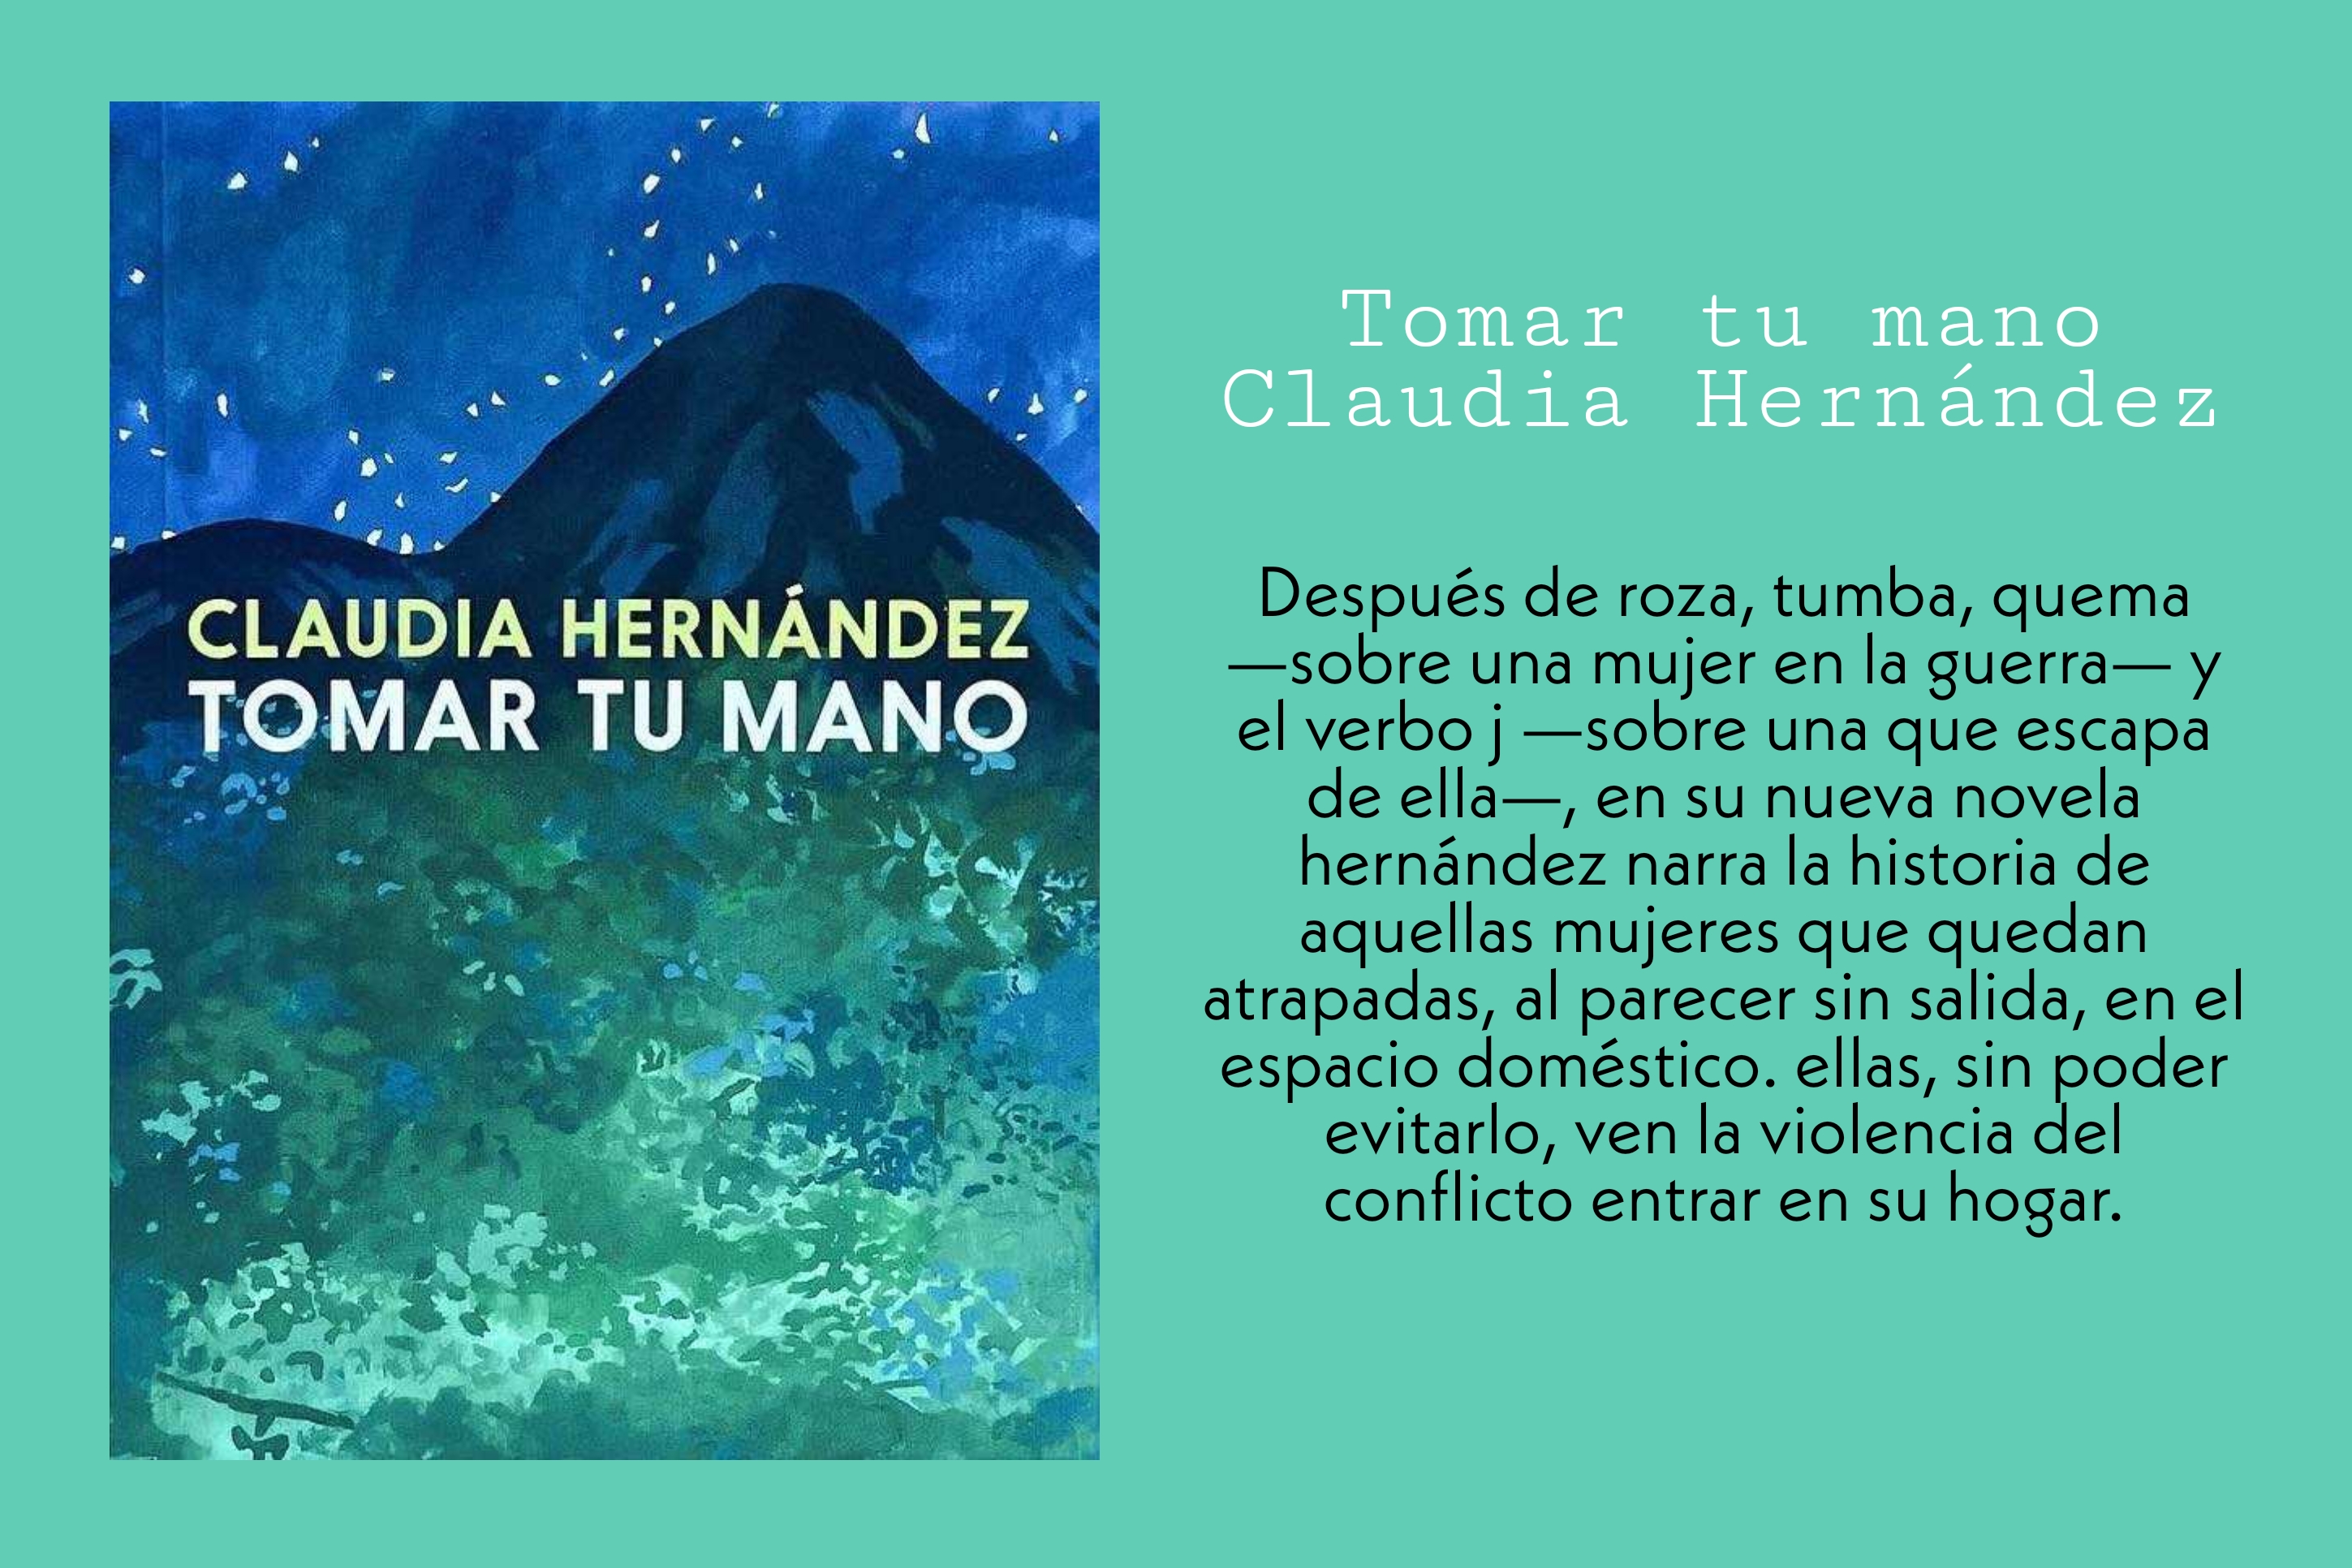 CLAUDIA HERNÁNDEZ
TOMAR TU MANO
Tomar tu mano
Claudia Hernández
Después de roza, tumba, quema
—sobre una mujer en la guerra— y
el verbo j —sobre una que escapa
de ella—, en su nueva novela
hernández narra la historia de
aquellas mujeres que quedan
atrapadas, al parecer sin salida, en el
espacio doméstico. ellas, sin poder
evitarlo, ven la violencia del
conflicto entrar en su hogar.